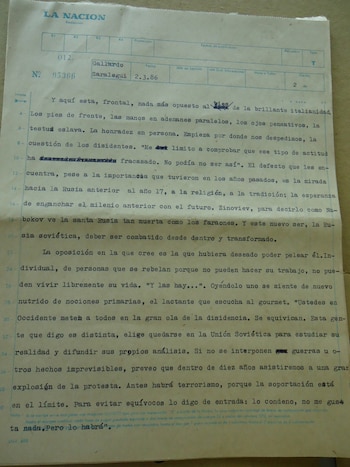 LA NACION
012
Gallardo
T
Nº 92388
Saralegui 2.3.86
2
Y aquí esta, frontal, nada más opuesto al de la brillante italianidad
los pies de frente, las manos en ademanes paralelos, los ojos pensativos, la
testuz eslava. La honradez en persona. Empieza por donde nos despedimos, la
cuestión de los disidentes. "Me limito a comprobar que ese tipo de actitud
ha fracasado. No podía no ser así". El defecto que les en-
cuentra, pese a la importancia que tuvieron en los años pasados, es la mirada
hacia la Rusia anterior al año 17, a la religión, a la tradición; la esperanza
de enganchar al milenio anterior con el futuro. Zinoviev, para decirlo como Na-
bokov ve la santa Rusia tan muerta como los faraones. Y este nuevo ser, la Ru-
sia soviética, deber ser combatido desde dentro y transformado.
La oposición en la que cree es la que hubiera deseado poder pelear él. In-
dividual, de personas que se rebelan porque no pueden hacer su trabajo, no pue-
den vivir libremente su vida. "Y las hay...". Oyéndolo uno se siente de nuevo
nutrido de nociones primarias, el lactante que escucha al gourmet. "Ustedes en
Occidente meten a todos en la gran ola de la disidencia. Se equivocan. Esta gen-
te que digo es distinta, elige quedarse en la Unión Soviética para estudiar su
realidad y difundir sus propios análisis. Si no se interponen guerras u o-
tros hechos imprevisibles, preveo que dentro de diez años asistiremos a una gran
explosión de la protesta. Antes habrá terrorismo, porque la soportación está
en el límite. Para evitar equívocos lo digo de entrada: lo condeno, no me gus-
ta nada. Pero lo habrá".